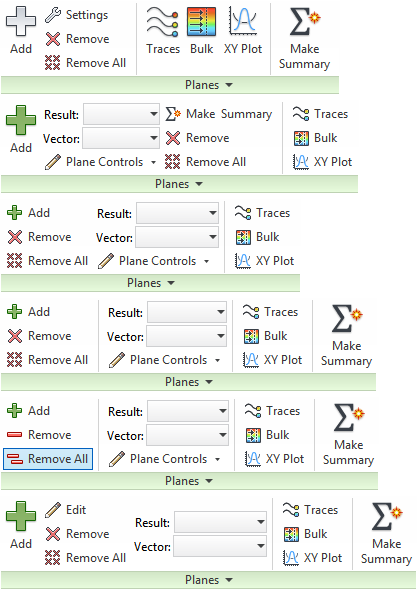 Settings
Remove
Add Remove All Traces Bulk XY Plot Make
Summary
Planes
Result: Make Summary Traces
Vector: Remove Bulk
Add Plane Controls Remove All XY Plot
Planes
Add Result: Traces
Remove Vector: Bulk
Remove All Plane Controls XY Plot
Planes
Add Result: Traces
Remove Vector: Bulk Make
Remove All Plane Controls XY Plot Summary
Planes
Add Result: Traces
Remove Vector: Bulk Make
Remove All Plane Controls XY Plot Summary
Planes
Edit Result: Traces
Remove Bulk
Add Remove All Vector: XY Plot Make
Summary
Planes